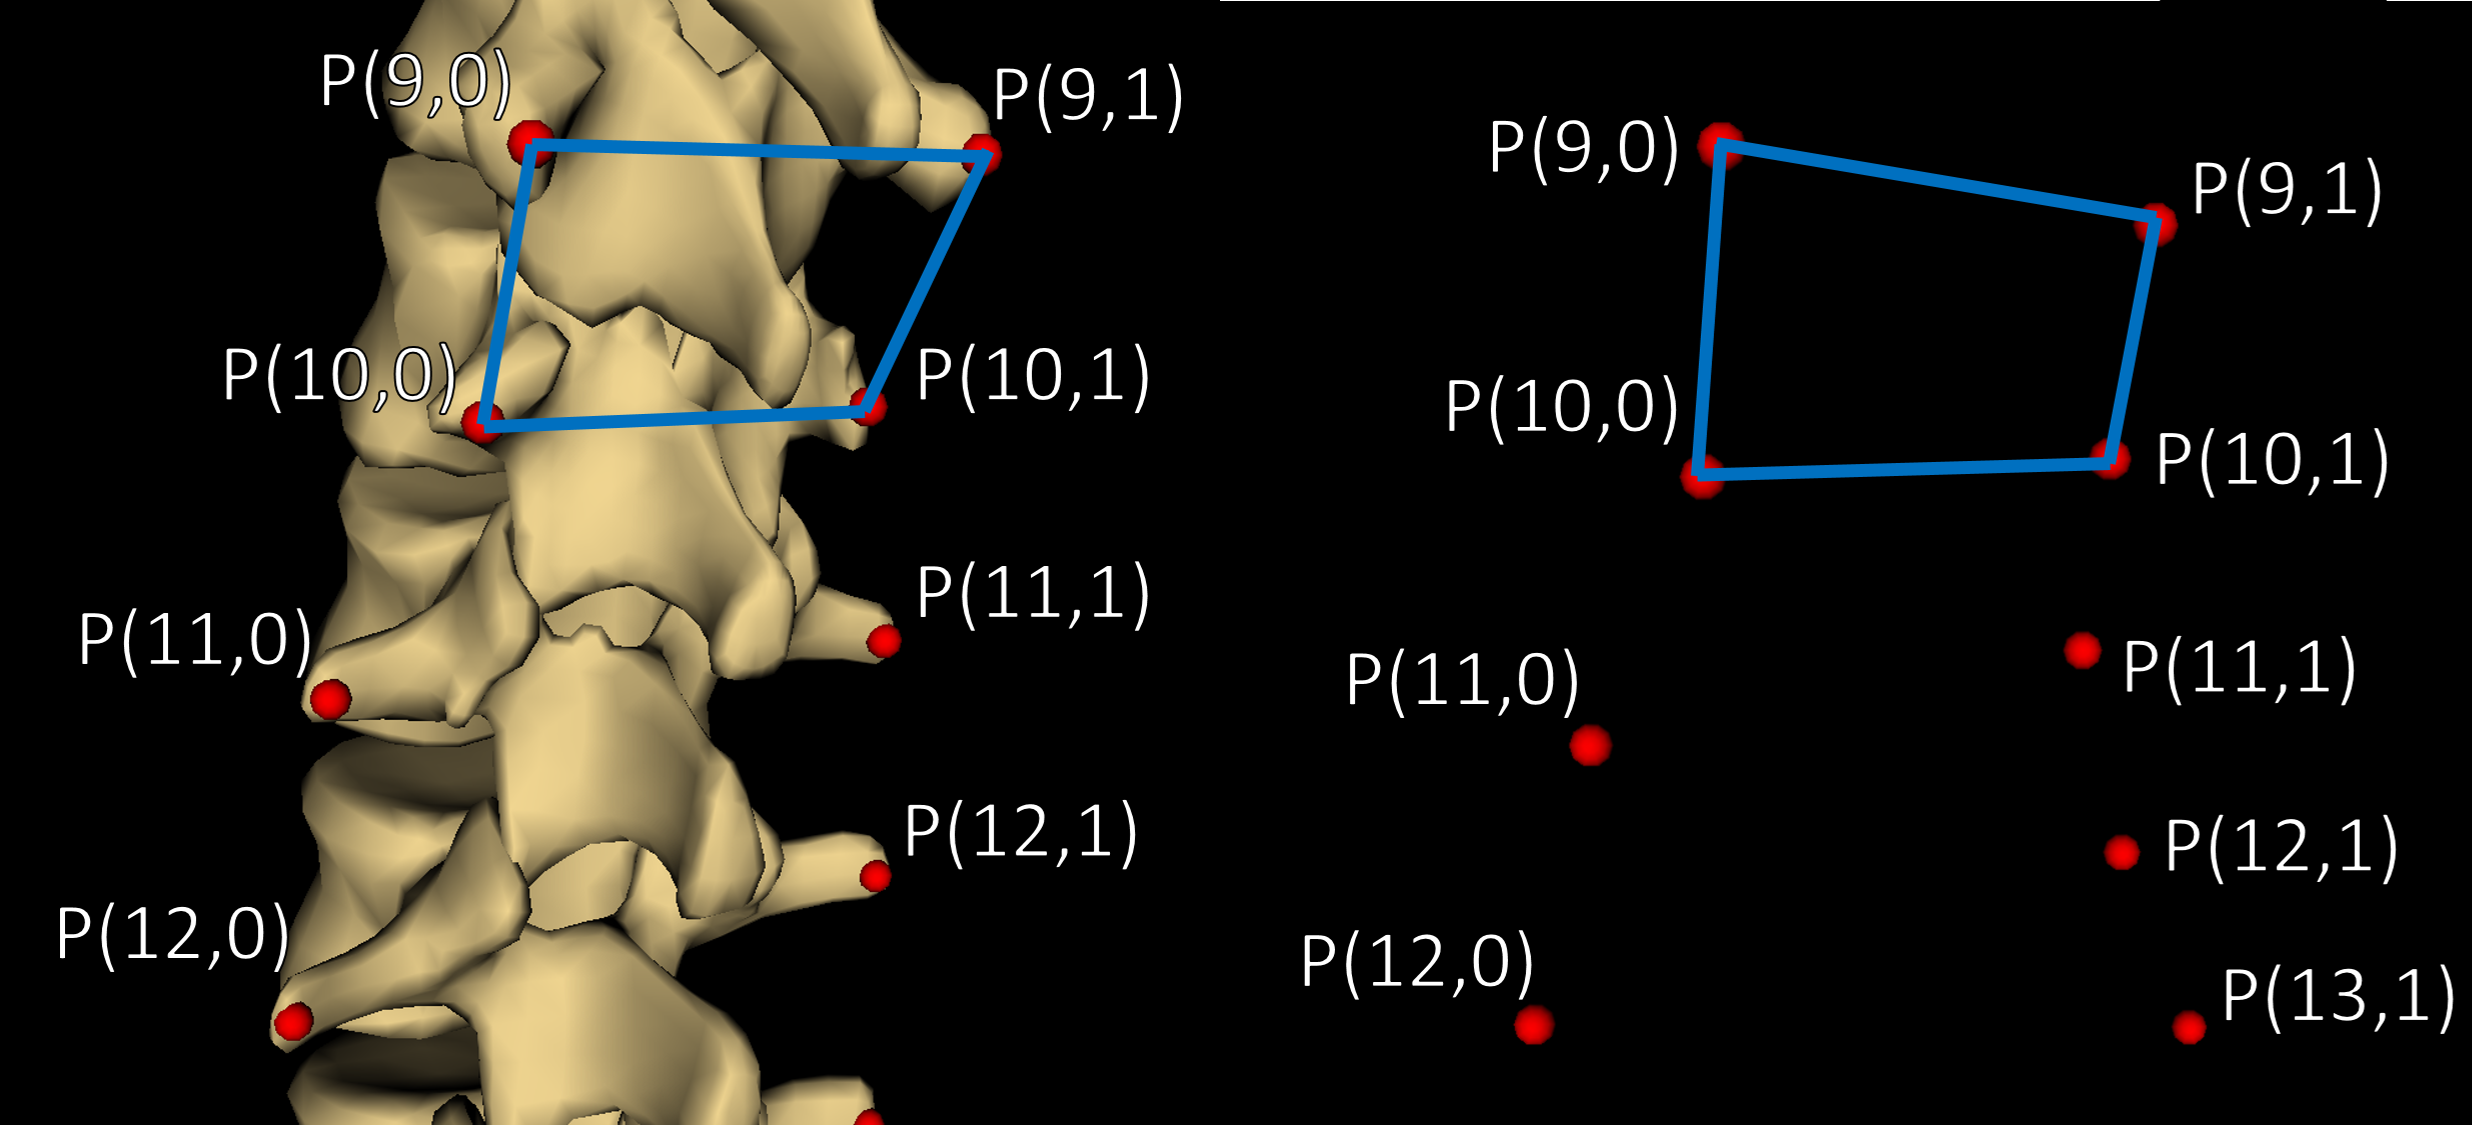 P(9,0)
P(9,1)
P(10,0)
P(10,1)
P(11,0)
P(11,1)
P(12,0)
P(12,1)
P(9,0)
P(9,1)
P(10,0)
P(10,1)
P(11,0)
P(11,1)
P(12,1)
P(12,0)
P(13,1)